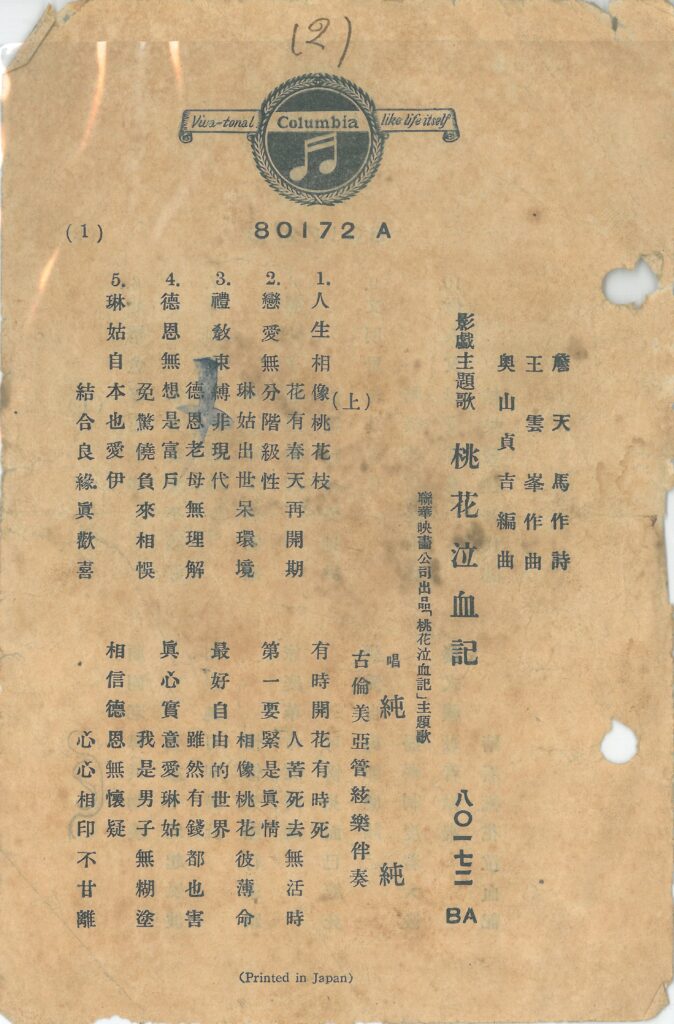 (2)
Viva-tonal Columbia like life itself
80172 A
(1)
詹天馬作詩
王雲峯作曲
奧山貞吉編曲
影戲主題歌 桃花泣血記 八〇一七二 BA
聯華映畫公司出品「桃花泣血記」主題歌
唱 純純
古倫美亞管絃樂伴奏
(上)
1. 人生相像桃花枝 有時開花有時死
花有春天再開期 人苦死去無活時
2. 戀愛無分階級性 第一要緊是眞情
琳姑出世呆環境 相像桃花彼薄命
3. 禮敎束縛非現代 最好自由的世界
德恩老母無理解 雖然有錢都也害
4. 德恩無想是富戶 眞心實意愛琳姑
免驚僥負來相悞 我是男子無糊塗
5. 琳姑自本也愛伊 相信德恩無懷疑
結合良緣眞歡喜 心心相印不甘離
(Printed in Japan)